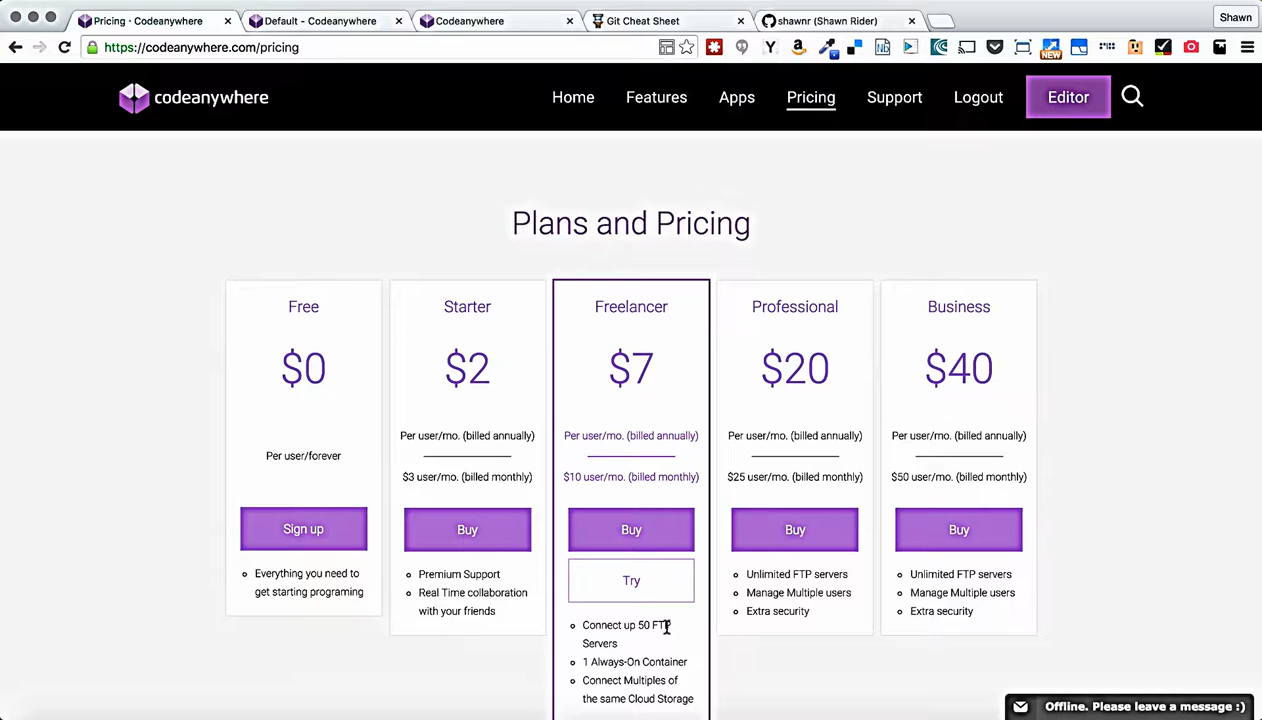 Pricing · Codeanywhere
Default - Codeanywhere
Codeanywhere
Git Cheat Sheet
shawnr (Shawn Rider)
Shawn
https://codeanywhere.com/pricing
NEW
codeanywhere
Home
Features
Apps
Pricing
Support
Logout
Editor
Plans and Pricing
Free
$0
Per user/forever
Sign up
Everything you need to
get starting programing
Starter
$2
Per user/mo. (billed annually)
$3 user/mo. (billed monthly)
Buy
Premium Support
Real Time collaboration
with your friends
Freelancer
$7
Per user/mo. (billed annually)
$10 user/mo. (billed monthly)
Buy
Try
Connect up 50 FTP
Servers
1 Always-On Container
Connect Multiples of
the same Cloud Storage
Professional
$20
Per user/mo. (billed annually)
$25 user/mo. (billed monthly)
Buy
Unlimited FTP servers
Manage Multiple users
Extra security
Business
$40
Per user/mo. (billed annually)
$50 user/mo. (billed monthly)
Buy
Unlimited FTP servers
Manage Multiple users
Extra security
Offline. Please leave a message :)